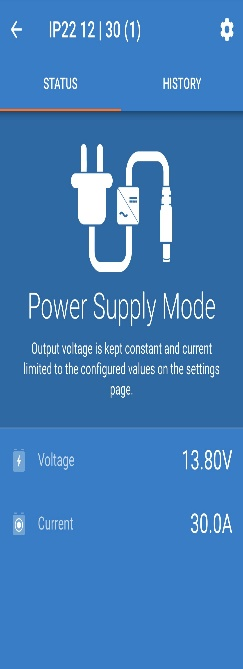 IP22 12 | 30 (1)
STATUS HISTORY
Power Supply Mode
Output voltage is kept constant and current
limited to the configured values on the settings
page.
Voltage 13.80V
Current 30.0A